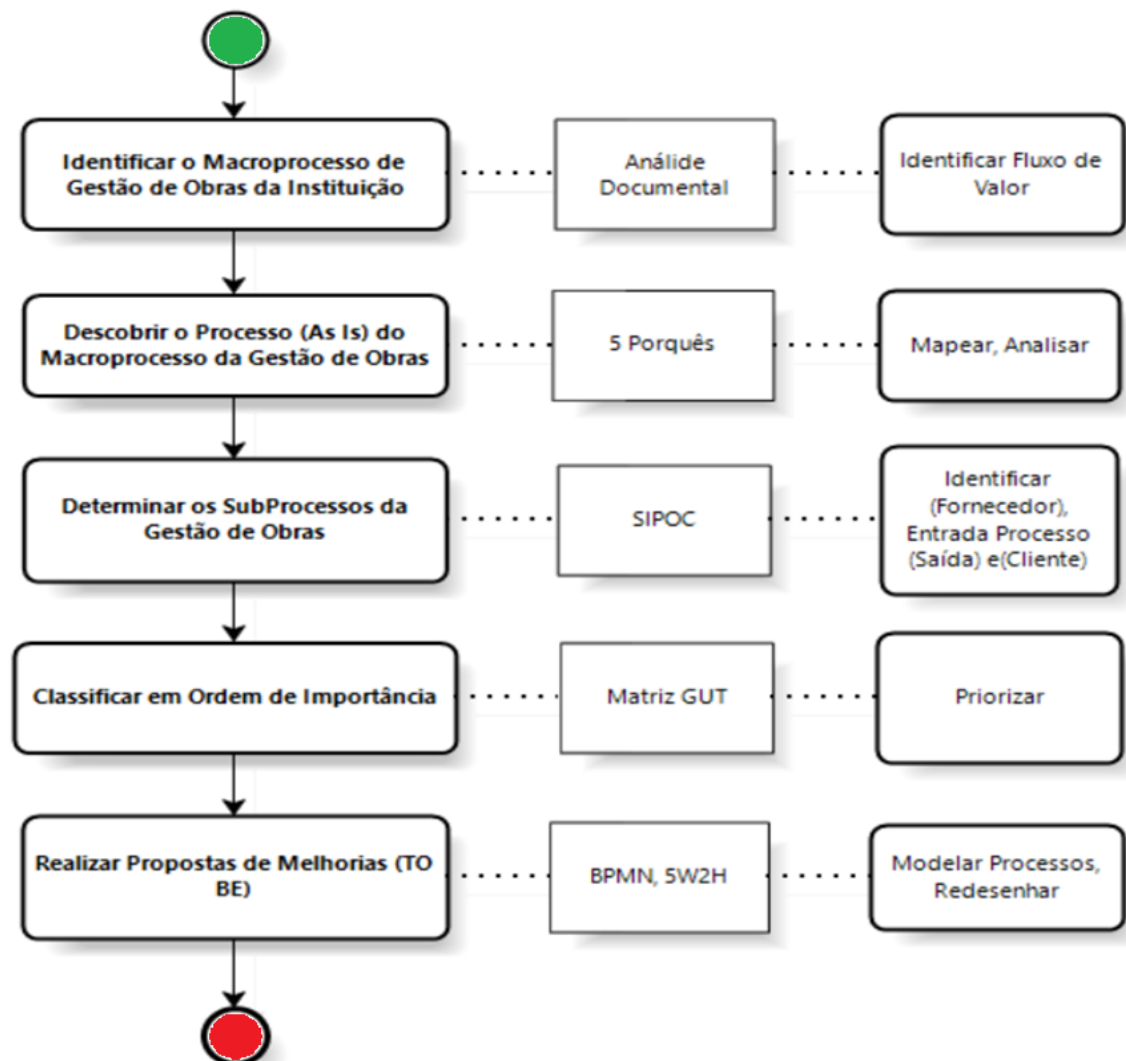 Identificar o Macroprocesso de
Gestão de Obras da Instituição
Análide
Documental
Identificar Fluxo de
Valor
Descobrir o Processo (As Is) do
Macroprocesso da Gestão de Obras
5 Porquês
Mapear, Analisar
Determinar os SubProcessos da
Gestão de Obras
SIPOC
Identificar
(Fornecedor),
Entrada Processo
(Saída) e(Cliente)
Classificar em Ordem de Importância
Matriz GUT
Priorizar
Realizar Propostas de Melhorias (TO
BE)
BPMN, 5W2H
Modelar Processos,
Redesenhar